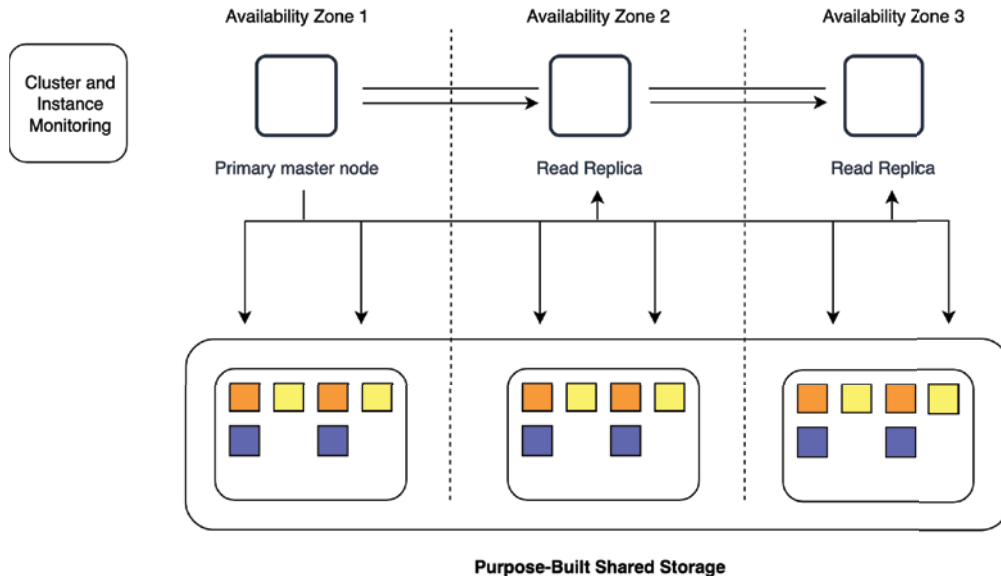 Availability Zone 1
Availability Zone 2
Availability Zone 3
Cluster and
Instance
Monitoring
Primary master node
Read Replica
Read Replica
Purpose-Built Shared Storage